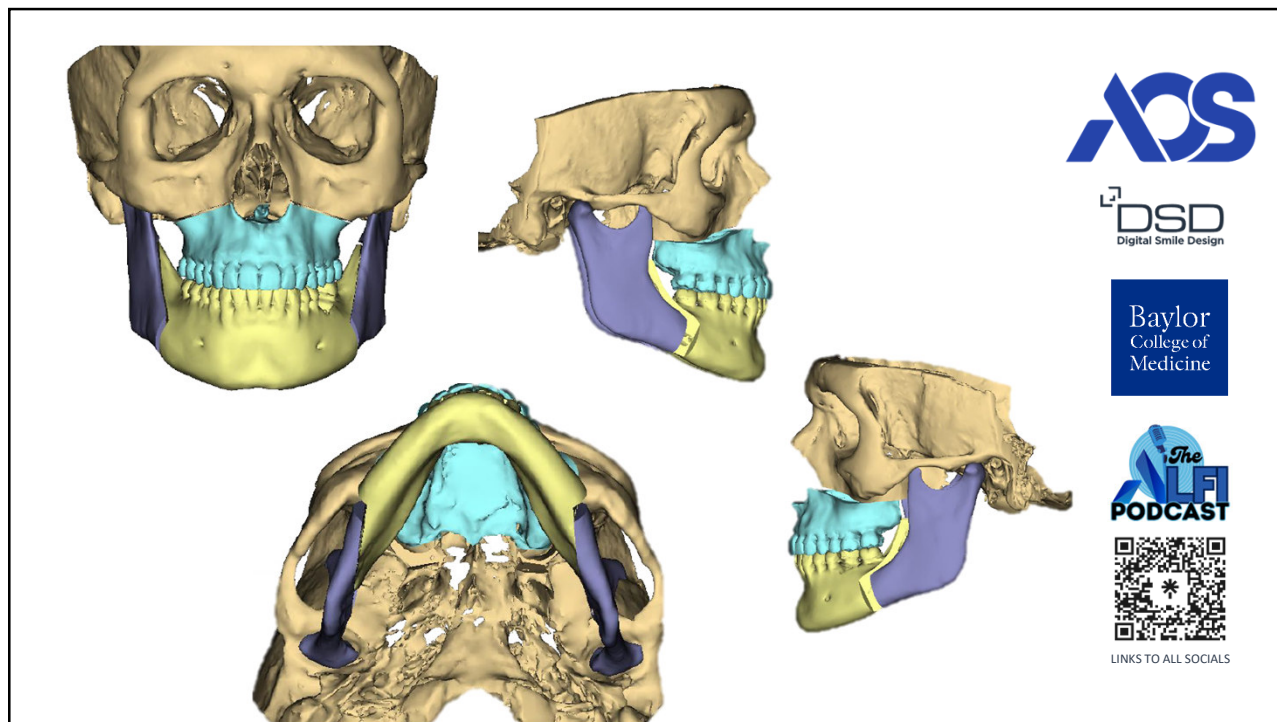 AOS
DSD
Digital Smile Design
Baylor
College of
Medicine
The
ALFI
PODCAST
LINKS TO ALL SOCIALS